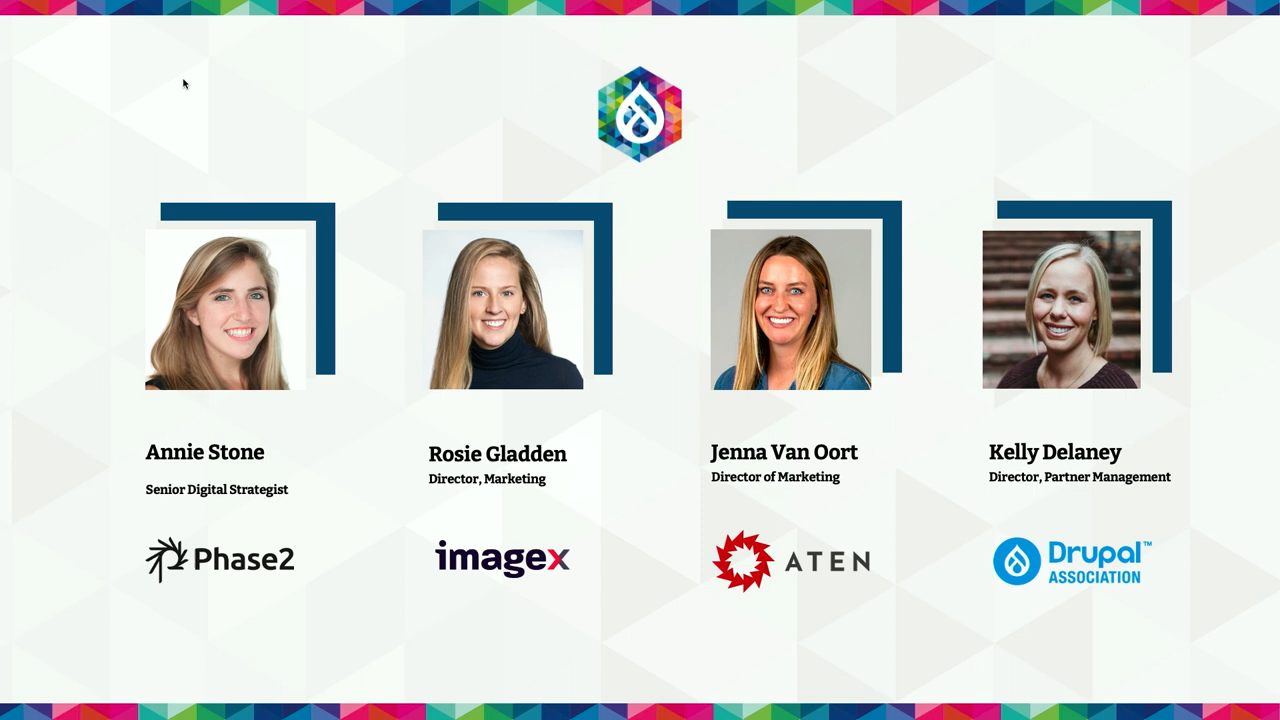 Annie Stone
Senior Digital Strategist
Phase2
Rosie Gladden
Director, Marketing
imagex
Jenna Van Oort
Director of Marketing
ATEN
Kelly Delaney
Director, Partner Management
Drupal™
ASSOCIATION